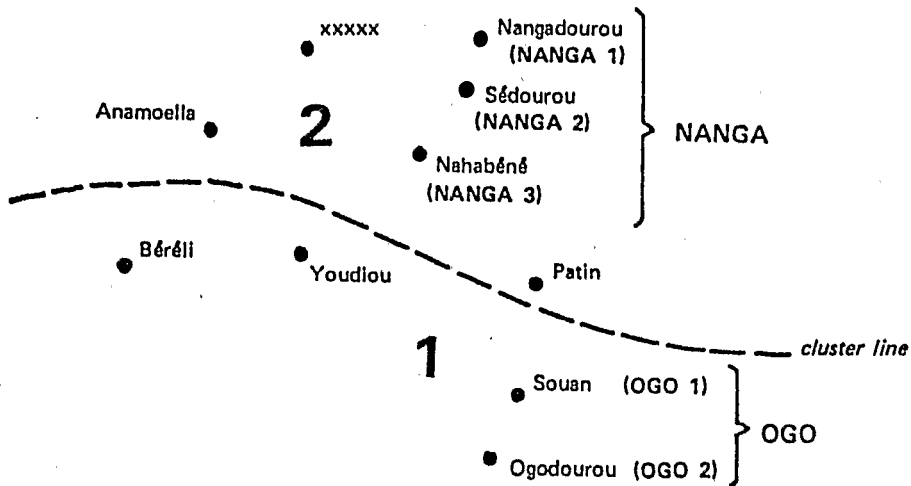 xxxxx
Nangadourou
(NANGA 1)
Sédourou
(NANGA 2)
NANGA
Anamoella
2
Nahabéné
(NANGA 3)
Béréli
Youdiou
Patin
1
cluster line
Souan (OGO 1)
OGO
Ogodourou (OGO 2)